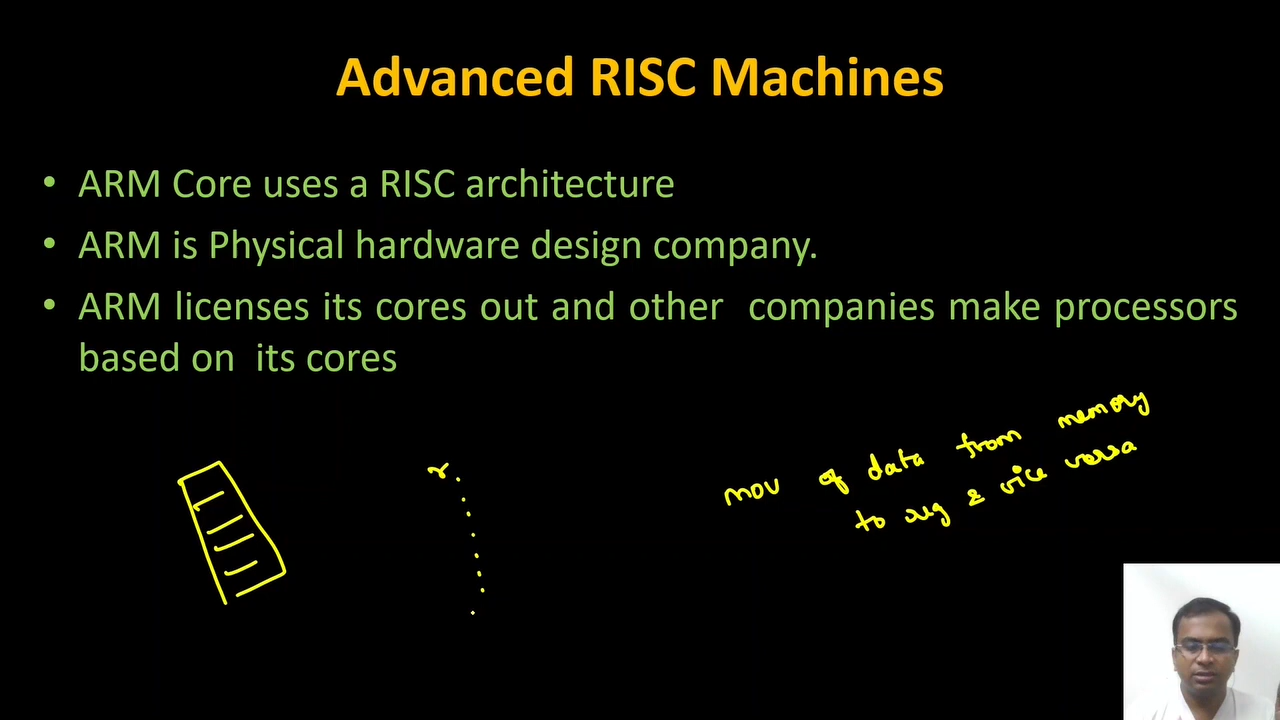 Advanced RISC Machines
• ARM Core uses a RISC architecture
• ARM is Physical hardware design company.
• ARM licenses its cores out and other companies make processors
based on its cores
r
mov of data from memory
to reg & vice versa